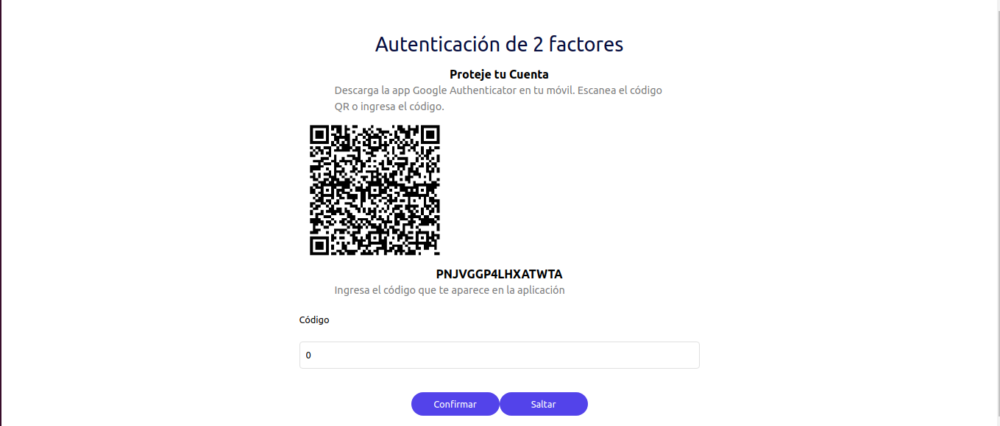 Autenticación de 2 factores
Proteje tu Cuenta
Descarga la app Google Authenticator en tu móvil. Escanea el código
QR o ingresa el código.
PNJVGGP4LHXATWTA
Ingresa el código que te aparece en la aplicación
Código
0
Confirmar Saltar